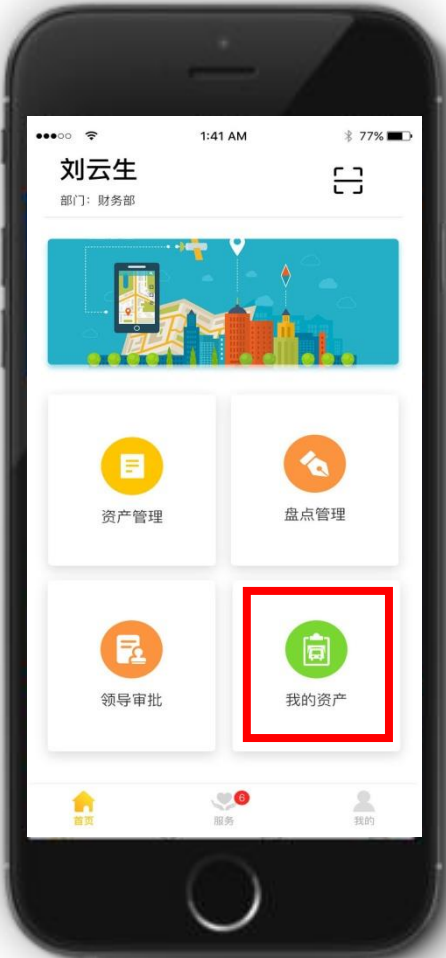 1:41 AM
77%
刘云生
部门：财务部
资产管理
盘点管理
领导审批
我的资产
6
首页
服务
我的